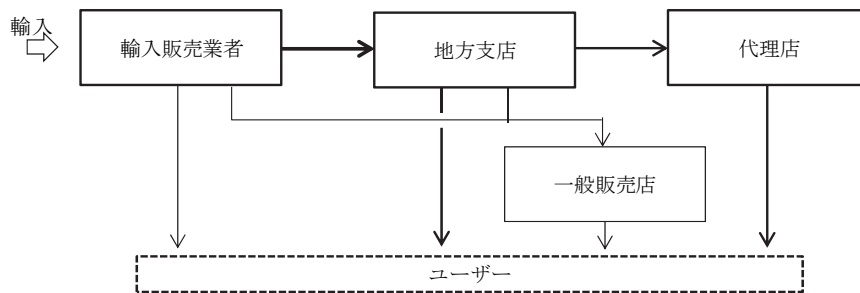 輸入
輸入販売業者
地方支店
代理店
一般販売店
ユーザー